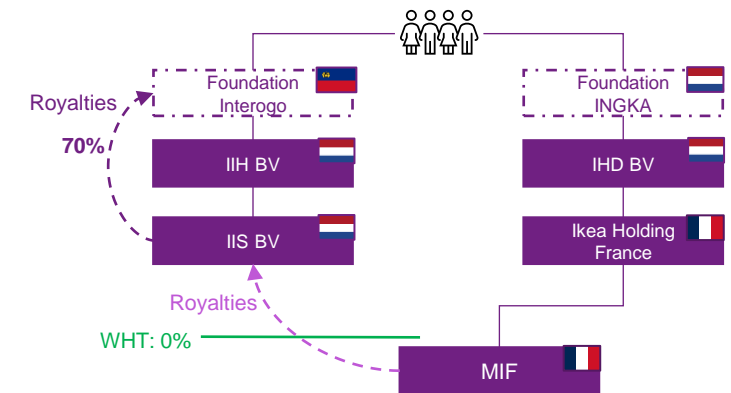 Foundation
Interogo
Foundation
INGKA
Royalties
70%
IIH BV
IHD BV
IIS BV
Ikea Holding
France
Royalties
WHT: 0%
MIF